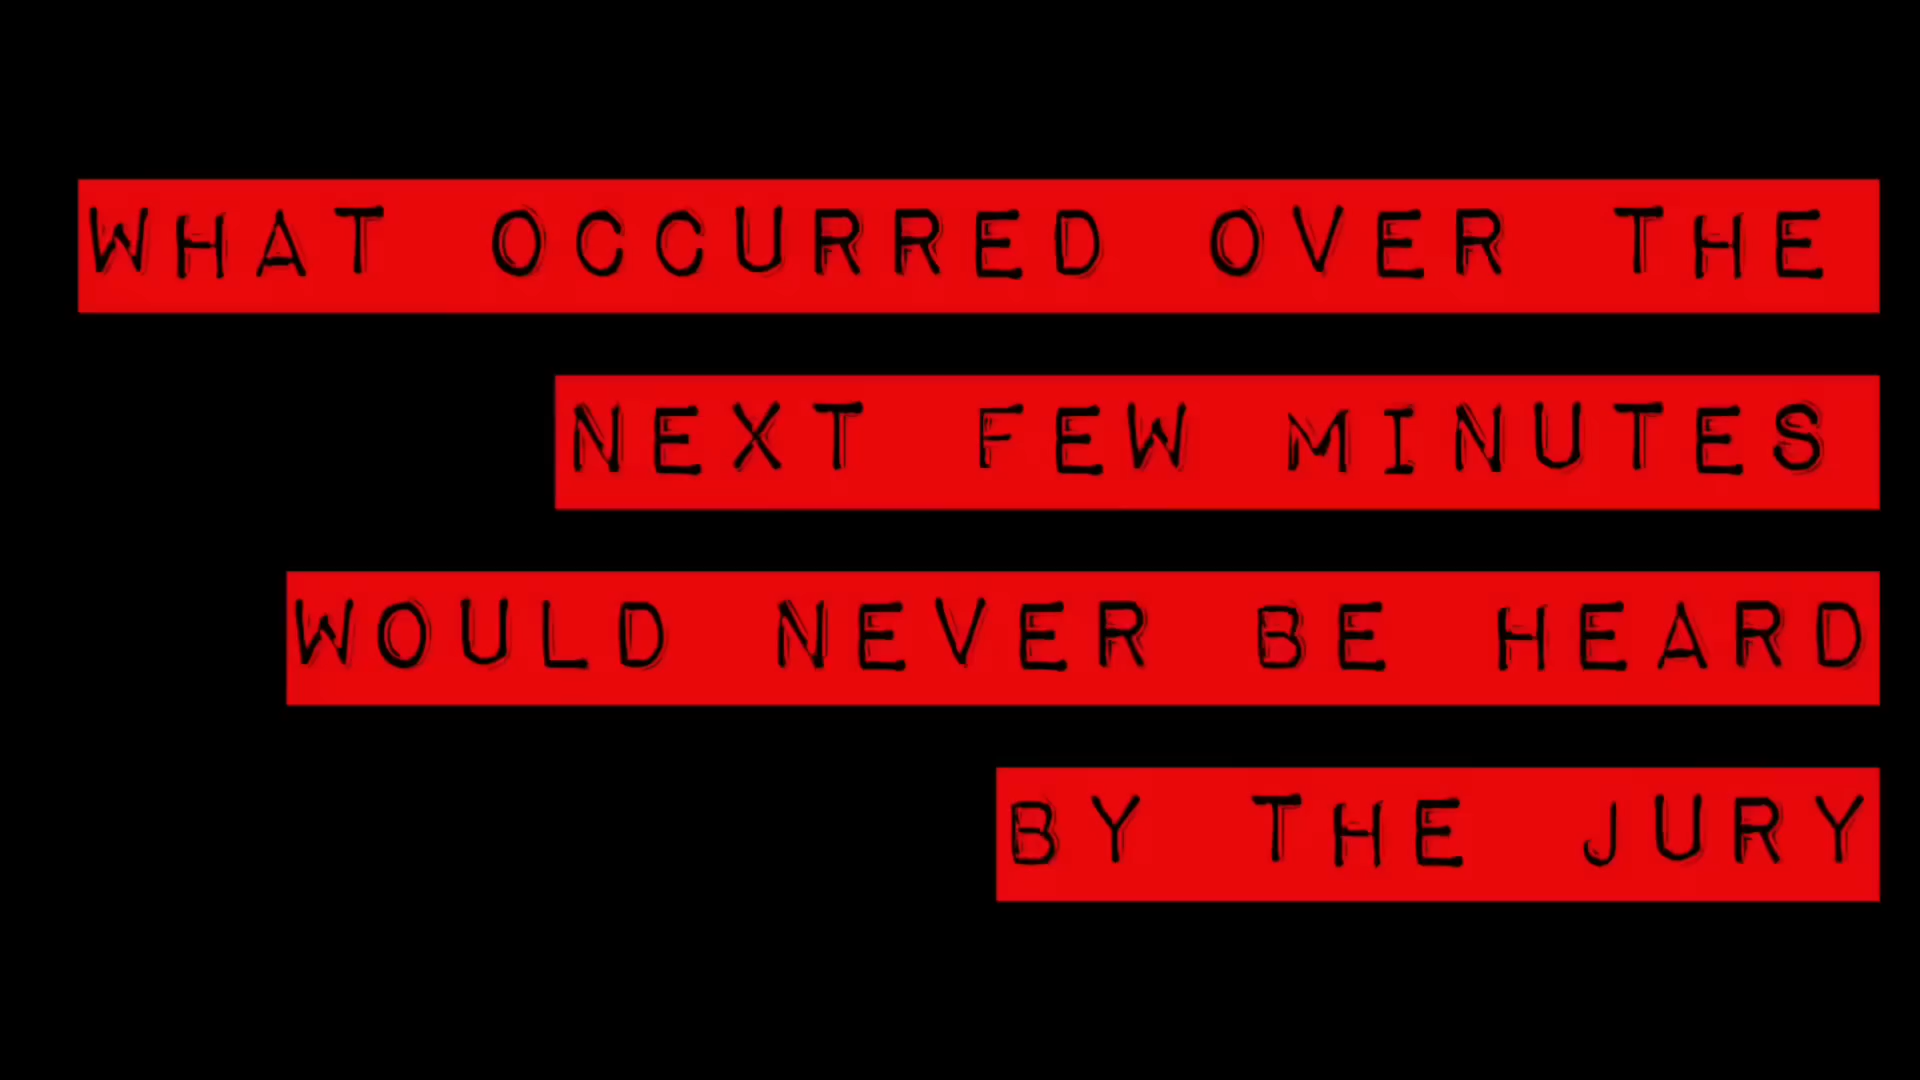 WHAT OCCURRED OVER THE
NEXT FEW MINUTES
WOULD NEVER BE HEARD
BY THE JURY